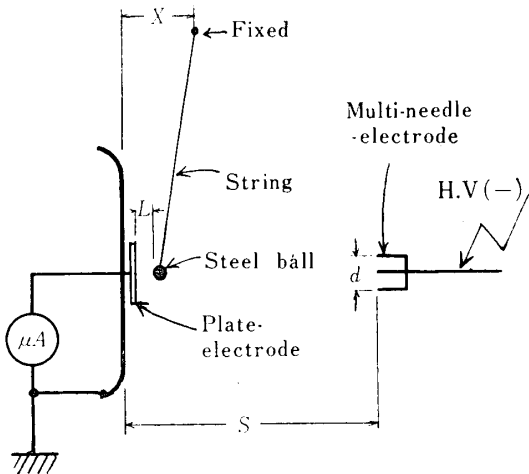 X
Fixed
Multi-needle
-electrode
H.V(-)
String
L
Steel ball
d
Plate-
electrode
μA
S